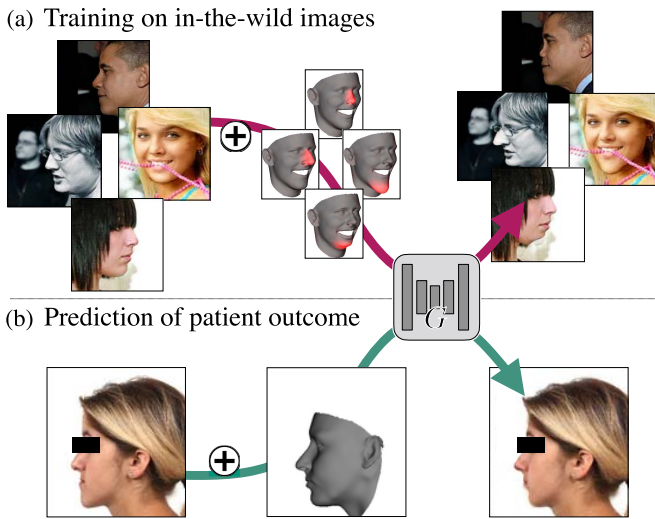 (a) Training on in-the-wild images
G
(b) Prediction of patient outcome